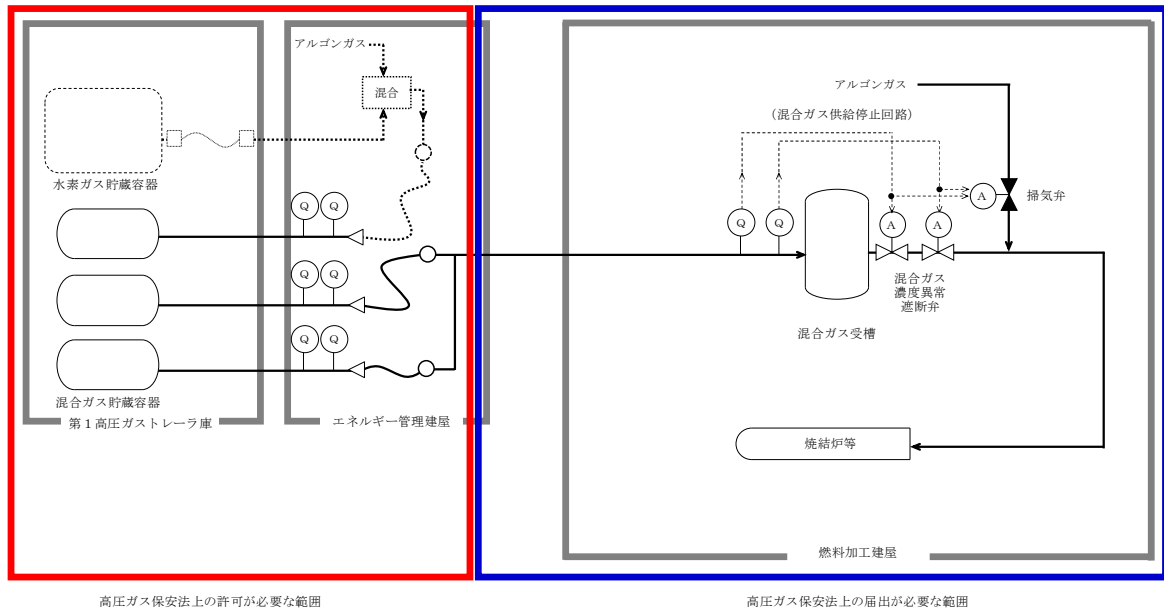 アルゴンガス
混合
アルゴンガス
(混合ガス供給停止回路)
水素ガス貯蔵容器
掃気弁
A
Q Q
Q Q
A A
Q Q
混合ガス
濃度異常
遮断弁
混合ガス受槽
Q Q
混合ガス貯蔵容器
第1高圧ガストレーラ庫
エネルギー管理建屋
焼結炉等
燃料加工建屋
高圧ガス保安法上の許可が必要な範囲
高圧ガス保安法上の届出が必要な範囲